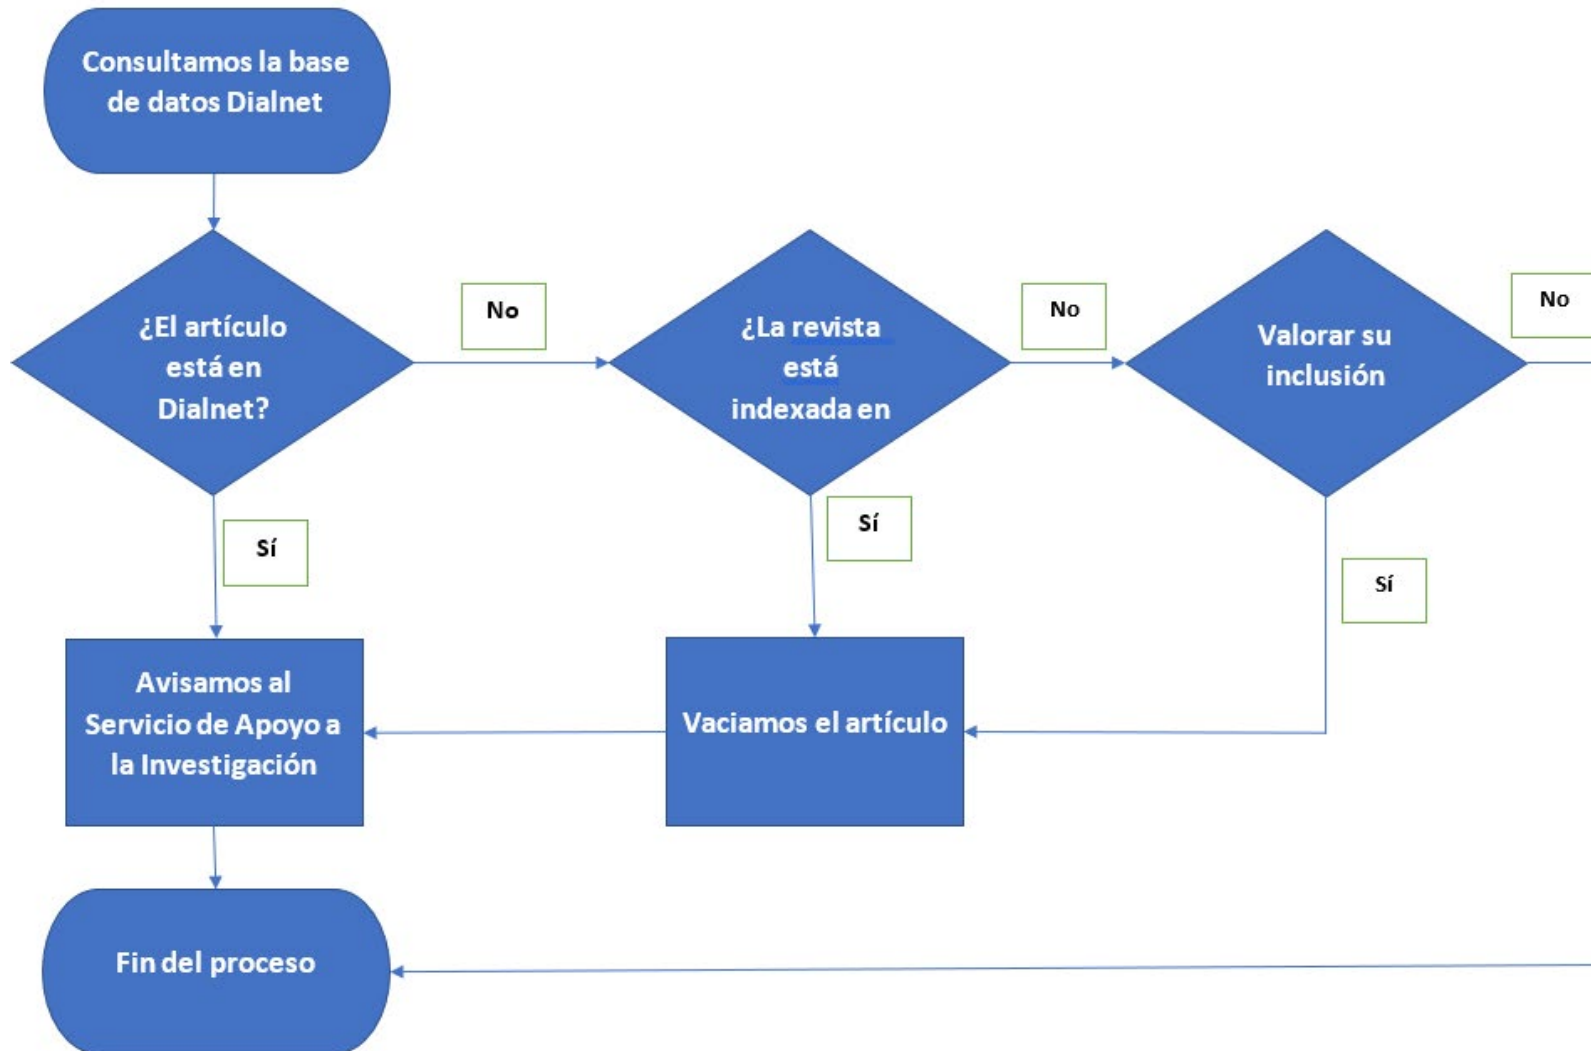 Consultamos la base
de datos Dialnet
¿El artículo
está en
Dialnet?
No
¿La revista
está
indexada en
No
Valorar su
inclusión
No
Sí
Sí
Sí
Avisamos al
Servicio de Apoyo a
la Investigación
Vaciamos el artículo
Fin del proceso